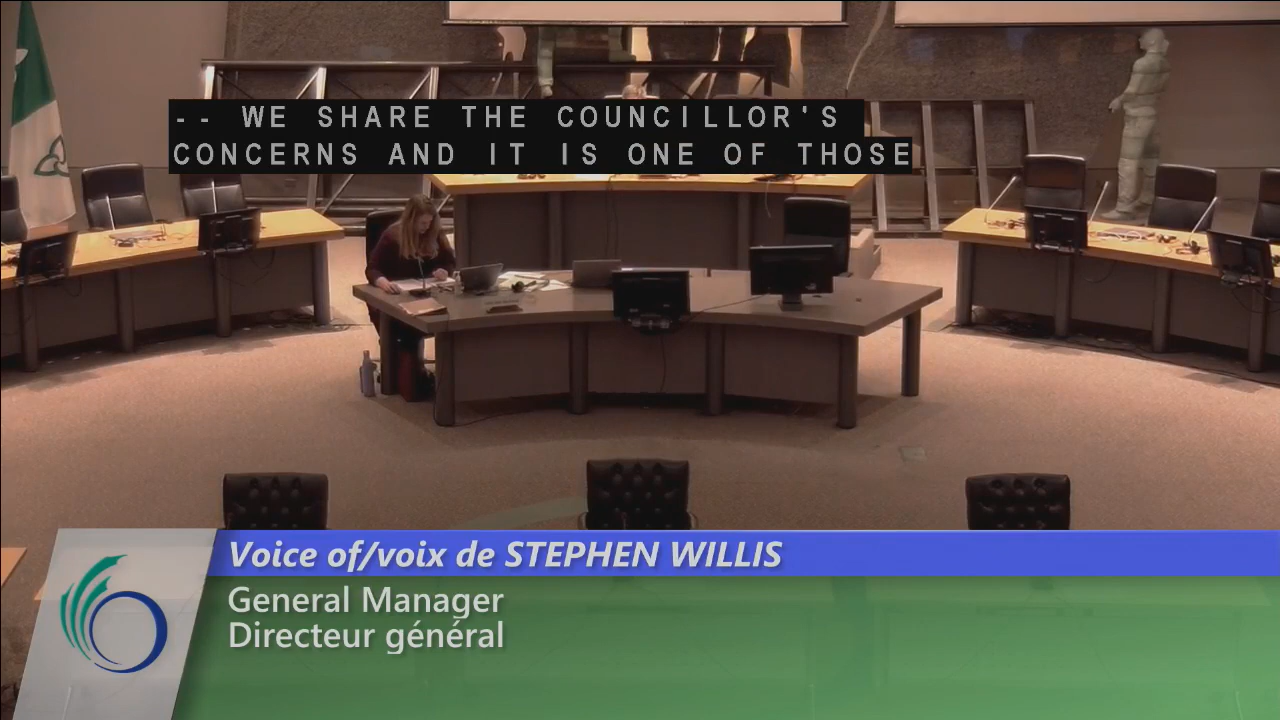 -- WE SHARE THE COUNCILLOR'S
CONCERNS AND IT IS ONE OF THOSE
Voice of/voix de STEPHEN WILLIS
General Manager
Directeur général